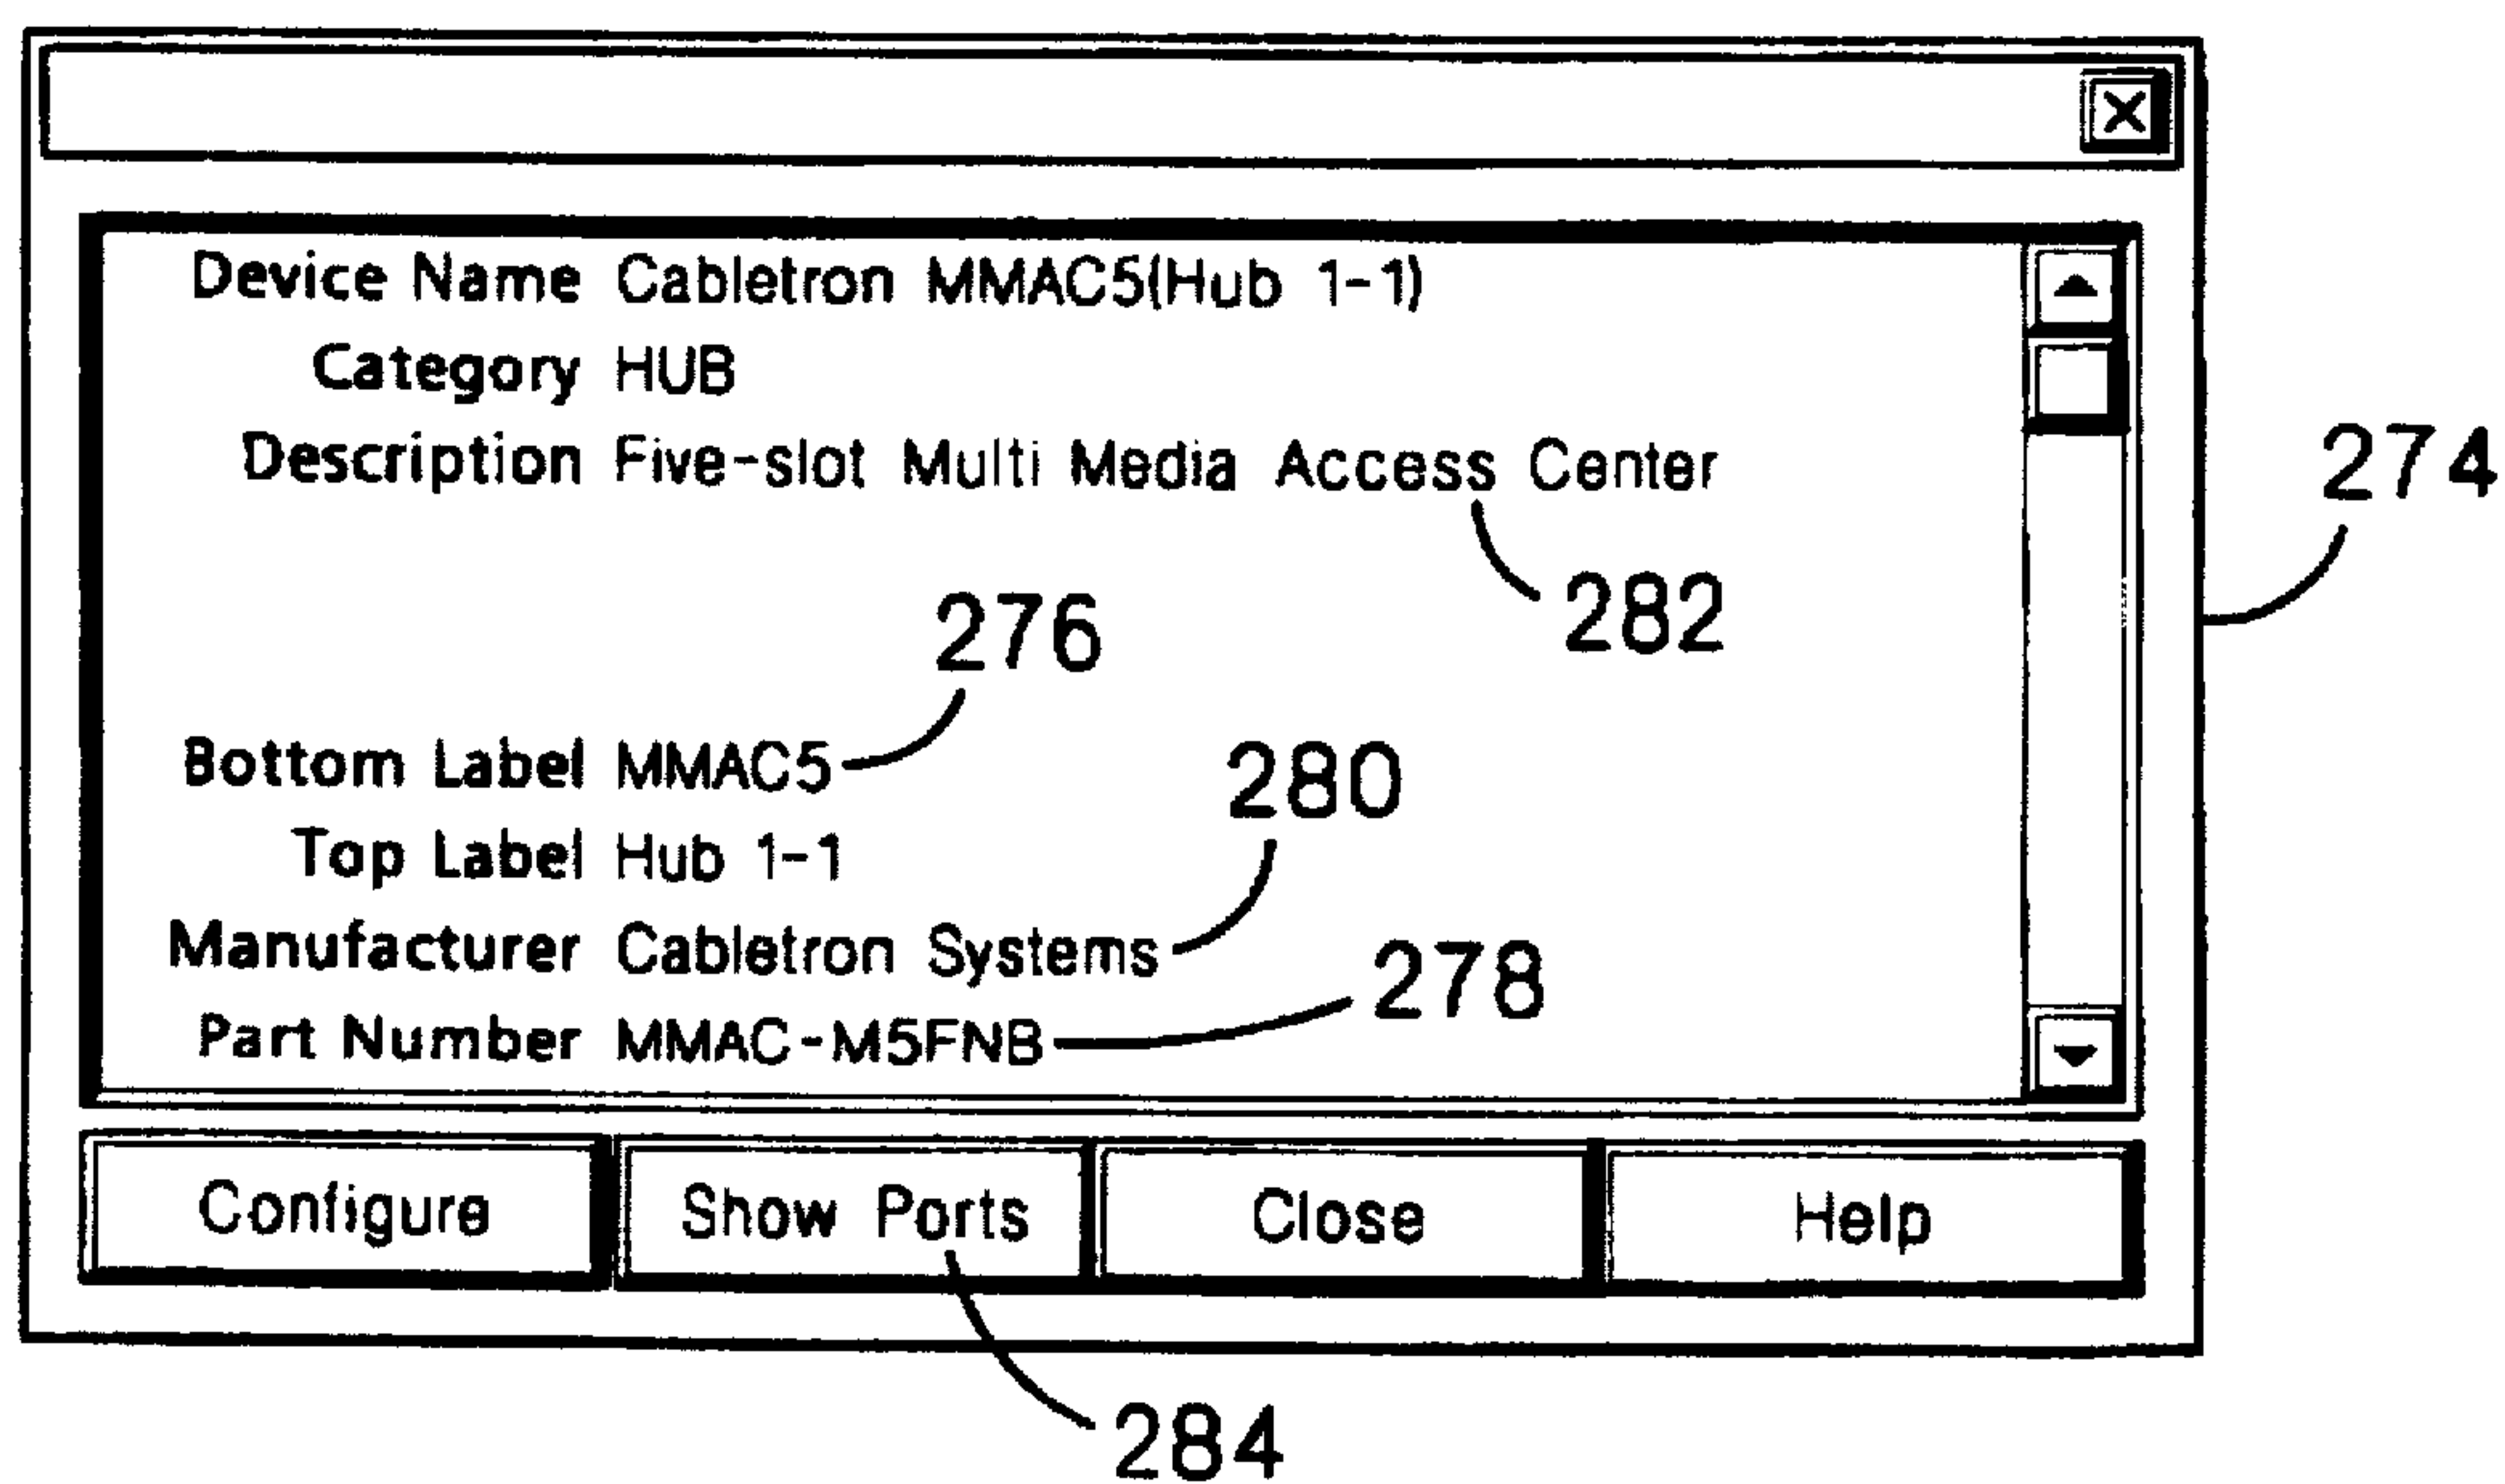 Device Name Cabletron MMAC5(Hub 1-1)
Category HUB
Description Five-slot Multi Media Access Center
274
282
276
Bottom Label MMAC5
280
Top Label Hub 1-1
Manufacturer Cabletron Systems
278
Part Number MMAC-M5FNB
Configure Show Ports Close Help
284